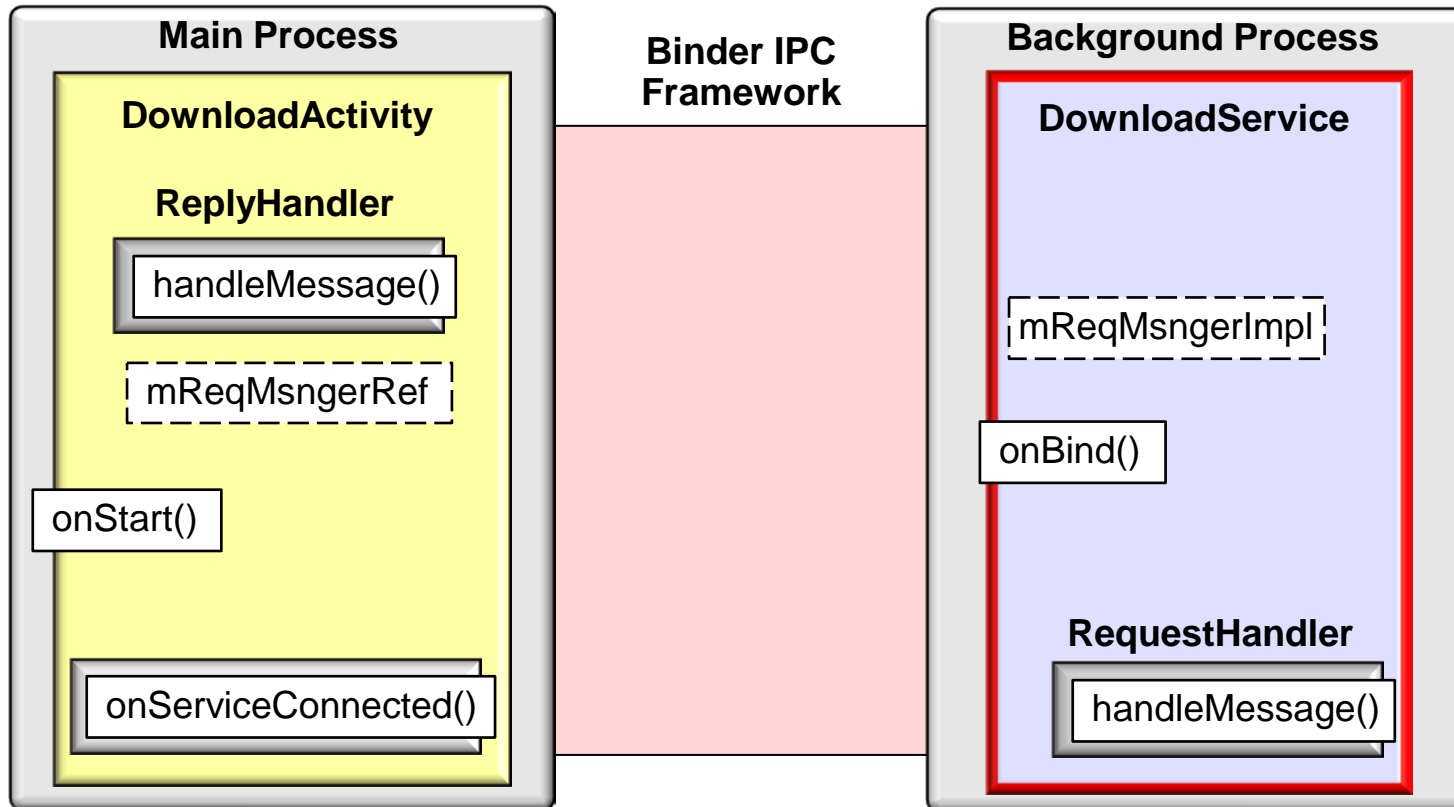 Main Process
DownloadActivity
ReplyHandler
handleMessage()
mReqMsngerRef
onStart()
onServiceConnected()
Binder IPC
Framework
Background Process
DownloadService
mReqMsngerImpl
onBind()
RequestHandler
handleMessage()